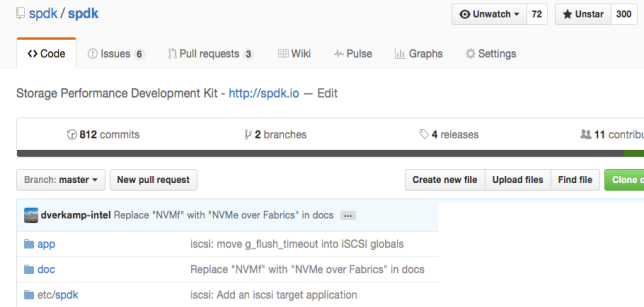 spdk / spdk
Unwatch 72 Unstar 300
Code Issues 6 Pull requests 3 Wiki Pulse Graphs Settings
Storage Performance Development Kit - http://spdk.io — Edit
812 commits 2 branches 4 releases 11 contribu
Branch: master New pull request Create new file Upload files Find file Clone o
dverkamp-intel Replace "NVMf" with "NVMe over Fabrics" in docs ...
app iscsi: move g_flush_timeout into iSCSI globals
doc Replace "NVMf" with "NVMe over Fabrics" in docs
etc/spdk iscsi: Add an iscsi target application